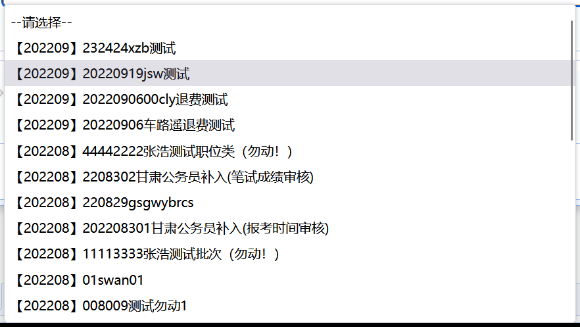 --请选择--
【202209】232424xzb测试
【202209】20220919jsw测试
【202209】2022090600cly退费测试
【202209】20220906车路遥退费测试
【202208】44442222张浩测试职位类（勿动！）
【202208】2208302甘肃公务员补入(笔试成绩审核)
【202208】220829gsgwybrcs
【202208】202208301甘肃公务员补入(报考时间审核)
【202208】11113333张浩测试批次（勿动！）
【202208】01swan01
【202208】008009测试勿动1